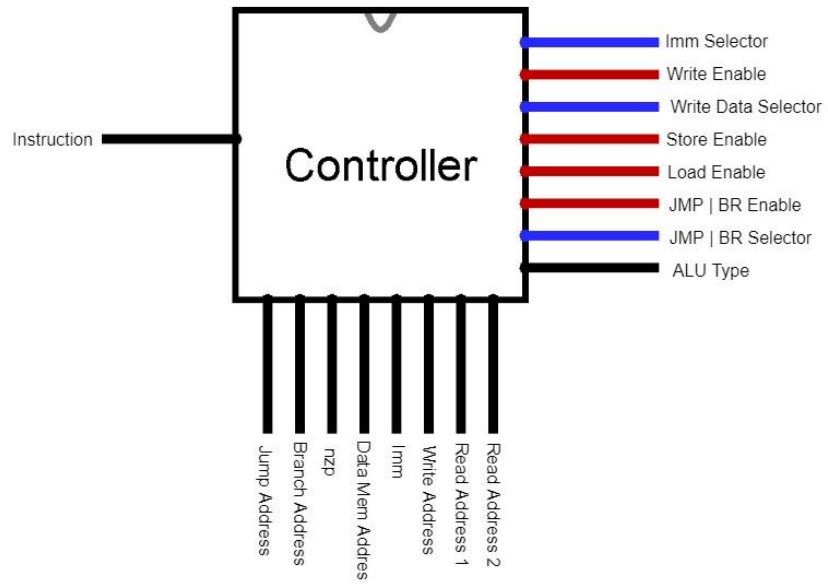 Imm Selector
Write Enable
Write Data Selector
Instruction
Store Enable
Controller
Load Enable
JMP | BR Enable
JMP | BR Selector
ALU Type
Jump Address
Branch Address
nzp
Data Mem Addres
Imm
Write Address
Read Address 1
Read Address 2